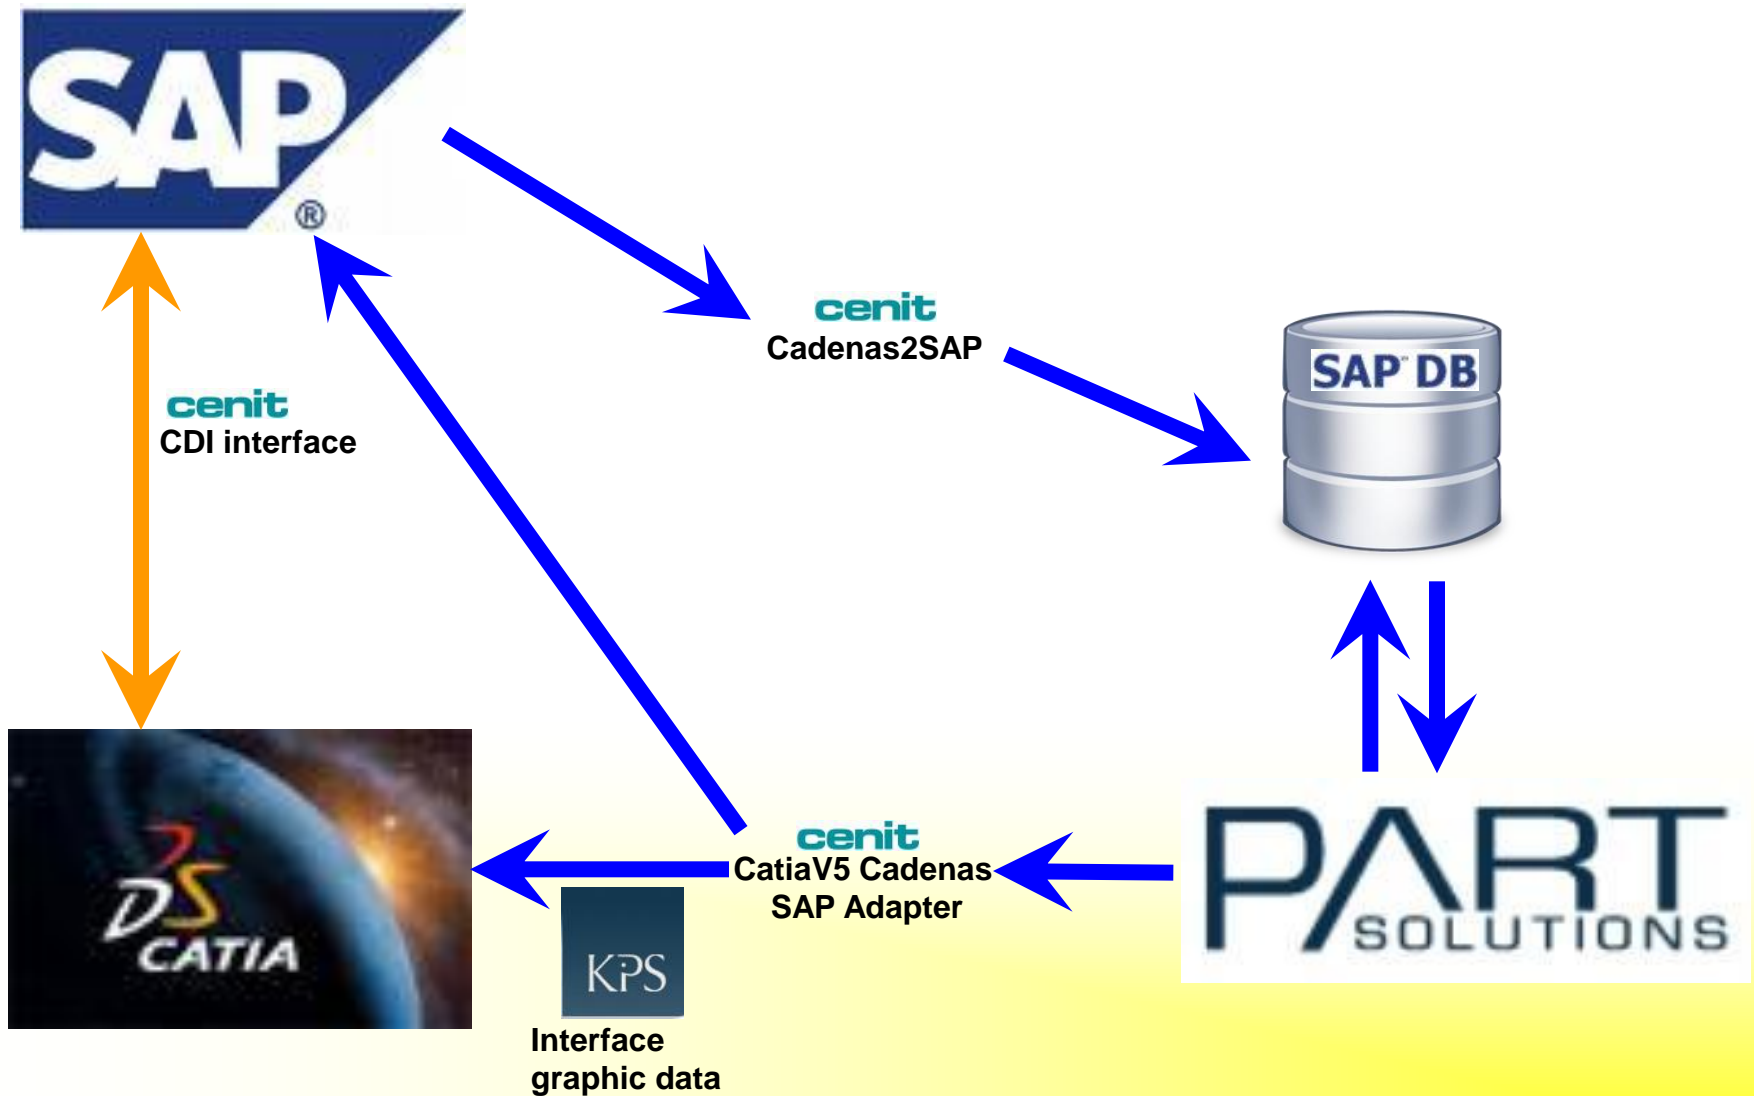 SAP
®
cenit
Cadenas2SAP
SAP™ DB
cenit
CDI interface
cenit
CatiaV5 Cadenas
SAP Adapter
PART
SOLUTIONS
DS
CATIA
KPS
Interface
graphic data